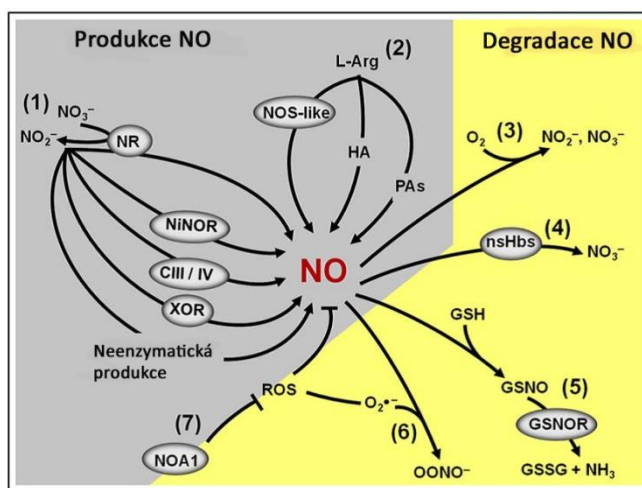 Produkce NO
Degradace NO
(1)
NO₃⁻
NO₂⁻
NR
L-Arg
(2)
NOS-like
HA
PAs
O₂
(3)
NO₂⁻, NO₃⁻
NiNOR
CIII / IV
XOR
NO
nsHbs
(4)
NO₃⁻
Neenzymatická
produkce
GSH
GSNO
(5)
GSNOR
GSSG + NH₃
ROS
O₂•⁻
(6)
OONO⁻
(7)
NOA1